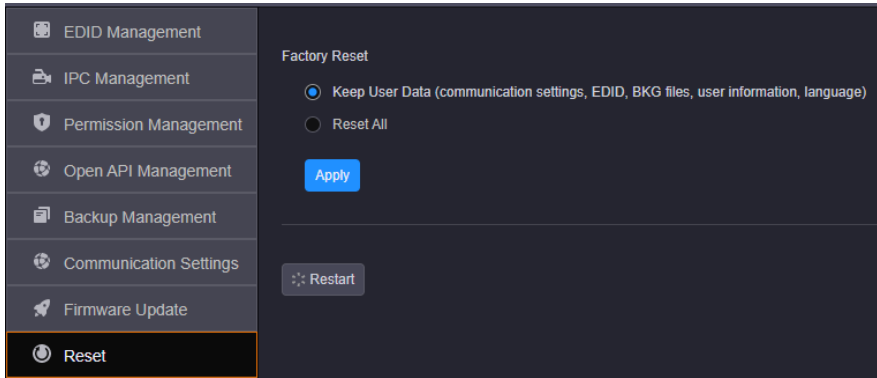 EDID Management
IPC Management
Permission Management
Open API Management
Backup Management
Communication Settings
Firmware Update
Reset
Factory Reset
Keep User Data (communication settings, EDID, BKG files, user information, language)
Reset All
Apply
Restart